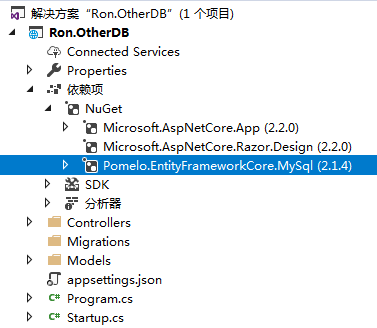 解决方案“Ron.OtherDB”(1 个项目)
Ron.OtherDB
Connected Services
Properties
依赖项
NuGet
Microsoft.AspNetCore.App (2.2.0)
Microsoft.AspNetCore.Razor.Design (2.2.0)
Pomelo.EntityFrameworkCore.MySql (2.1.4)
SDK
分析器
Controllers
Migrations
Models
appsettings.json
C# Program.cs
C# Startup.cs